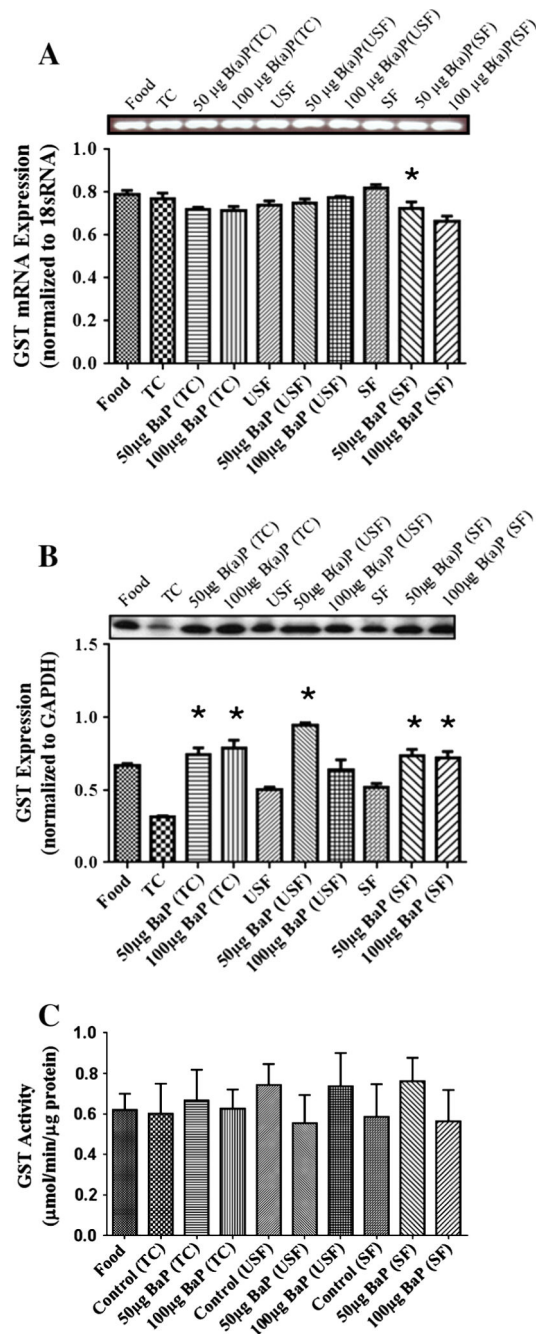 A
Food
TC
50 µg B(a)P(TC)
100 µg B(a)P(TC)
USF
50 µg B(a)P(USF)
100 µg B(a)P(USF)
SF
50 µg B(a)P(SF)
100 µg B(a)P(SF)
GST mRNA Expression
(normalized to 18sRNA)
1.0
0.8
0.6
0.4
0.2
0.0
*
Food
TC
50µg BaP (TC)
100µg BaP (TC)
USF
50µg BaP (USF)
100µg BaP (USF)
SF
50µg BaP (SF)
100µg BaP (SF)
B
Food
TC
50µg B(a)P (TC)
100µg B(a)P (TC)
USF
50µg B(a)P (USF)
100µg B(a)P (USF)
SF
50µg B(a)P (SF)
100µg B(a)P (SF)
GST Expression
(normalized to GAPDH)
1.5
1.0
0.5
0.0
* * * * *
Food
TC
50µg BaP (TC)
100µg BaP (TC)
USF
50µg BaP (USF)
100µg BaP (USF)
SF
50µg BaP (SF)
100µg BaP (SF)
C
GST Activity
(µmol/min/µg protein)
1.0
0.8
0.6
0.4
0.2
0.0
Food
Control (TC)
50µg BaP (TC)
100µg BaP (TC)
Control (USF)
50µg BaP (USF)
100µg BaP (USF)
Control (SF)
50µg BaP (SF)
100µg BaP (SF)